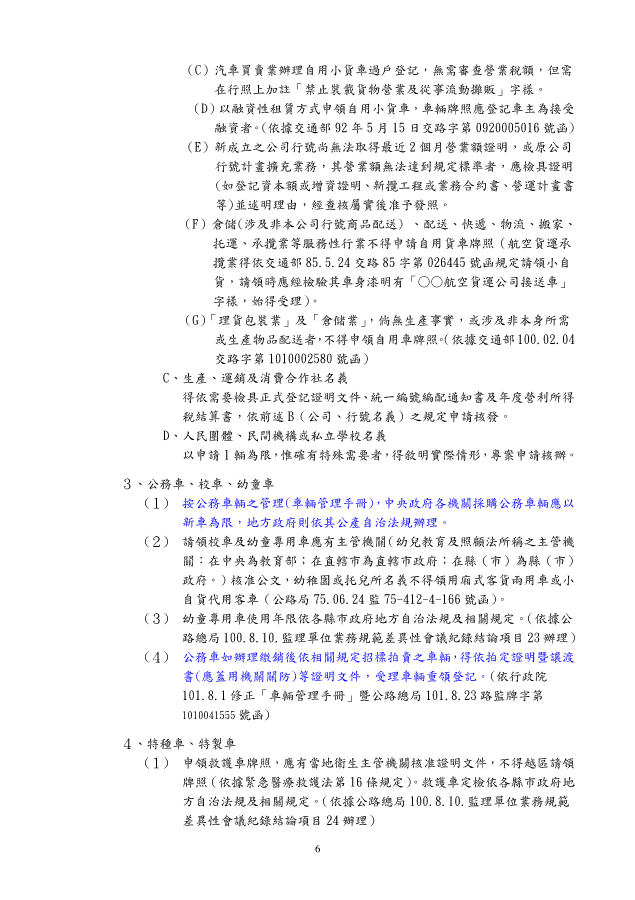 (C)汽車買賣業辦理自用小貨車過戶登記，無需審查營業稅額，但需
在行照上加註「禁止裝載貨物營業及從事流動攤販」字樣。
(D)以融資性租賃方式申領自用小貨車，車輛牌照應登記車主為接受
融資者。(依據交通部 92 年 5 月 15 日交路字第 0920005016 號函)
(E)新成立之公司行號尚無法取得最近 2 個月營業額證明，或原公司
行號計畫擴充業務，其營業額無法達到規定標準者，應檢具證明
(如登記資本額或增資證明、新攬工程或業務合約書、營運計畫書
等)並述明理由，經查核屬實後准予發照。
(F)倉儲(涉及非本公司行號商品配送)、配送、快遞、物流、搬家、
托運、承攬業等服務性行業不得申請自用貨車牌照（航空貨運承
攬業得依交通部 85.5.24 交路 85 字第 026445 號函規定請領小自
貨，請領時應經檢驗其車身漆明有「○○航空貨運公司接送車」
字樣，始得受理）。
(G)「理貨包裝業」及「倉儲業」，倘無生產事實，或涉及非本身所需
或生產物品配送者，不得申領自用車牌照。(依據交通部 100.02.04
交路字第 1010002580 號函)
C、生產、運銷及消費合作社名義
得依需要檢具正式登記證明文件、統一編號編配通知書及年度營利所得
稅結算書，依前述 B（公司、行號名義）之規定申請核發。
D、人民團體、民間機構或私立學校名義
以申請 1 輛為限，惟確有特殊需要者，得敘明實際情形，專案申請核辦。
3、公務車、校車、幼童車
（1） 按公務車輛之管理(車輛管理手冊)，中央政府各機關採購公務車輛應以
新車為限，地方政府則依其公產自治法規辦理。
（2） 請領校車及幼童專用車應有主管機關(幼兒教育及照顧法所稱之主管機
關：在中央為教育部；在直轄市為直轄市政府；在縣（市）為縣（市）
政府。)核准公文，幼稚園或托兒所名義不得領用廂式客貨兩用車或小
自貨代用客車（公路局 75.06.24 監 75-412-4-166 號函)。
（3） 幼童專用車使用年限依各縣市政府地方自治法規及相關規定。(依據公
路總局 100.8.10.監理單位業務規範差異性會議紀錄結論項目 23 辦理)
（4） 公務車如辦理繳銷後依相關規定招標拍賣之車輛，得依拍定證明暨讓渡
書(應蓋用機關關防)等證明文件，受理車輛重領登記。(依行政院
101.8.1 修正「車輛管理手冊」暨公路總局 101.8.23 路監牌字第
1010041555 號函)
4、特種車、特製車
（1） 申領救護車牌照，應有當地衛生主管機關核准證明文件，不得越區請領
牌照（依據緊急醫療救護法第 16 條規定)。救護車定檢依各縣市政府地
方自治法規及相關規定。(依據公路總局 100.8.10.監理單位業務規範
差異性會議紀錄結論項目 24 辦理)
6